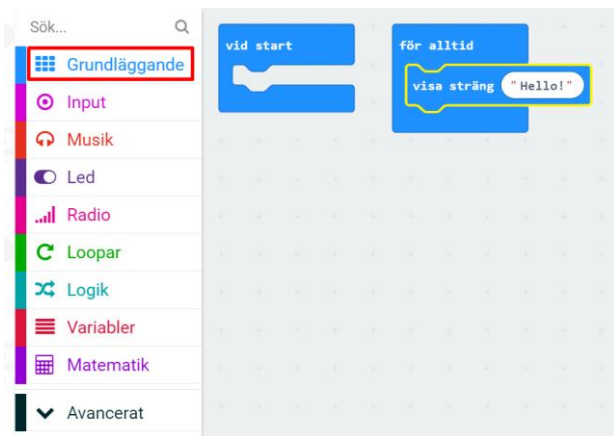 Sök...
Grundläggande
Input
Musik
Led
Radio
Loopar
Logik
Variabler
Matematik
Avancerat
vid start
för alltid
visa sträng "Hello!"